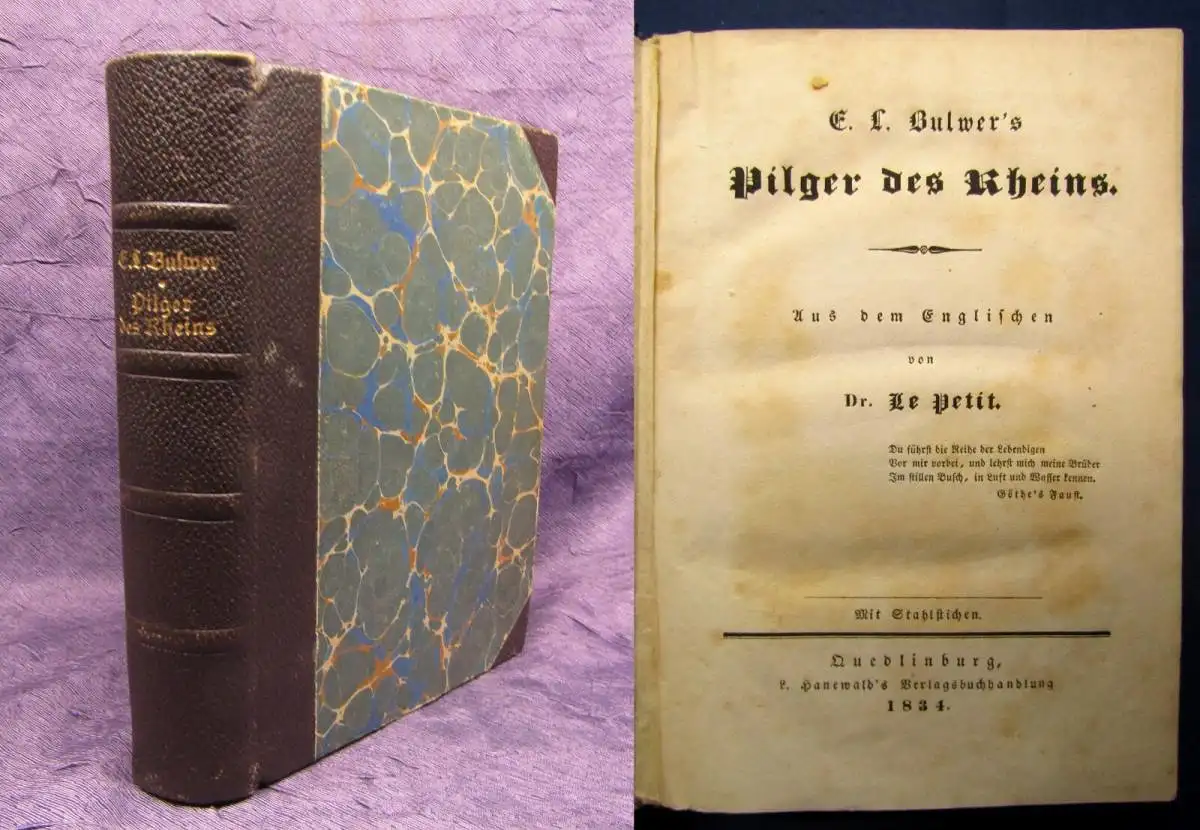 E. L. Bulwer
Pilger
des Rheins
E. L. Bulwer's
Pilger des Rheins.
Aus dem Engliſchen
von
Dr. Le Petit.
Du führſt die Reihe der Lebendigen
Vor mir vorbei, und lehrſt mich meine Brüder
Im ſtillen Buſch, in Luft und Waſſer kennen.
Göthe's Fauſt.
Mit Stahlſtichen.
Quedlinburg,
L. Hanewald's Verlagsbuchhandlung
1834.